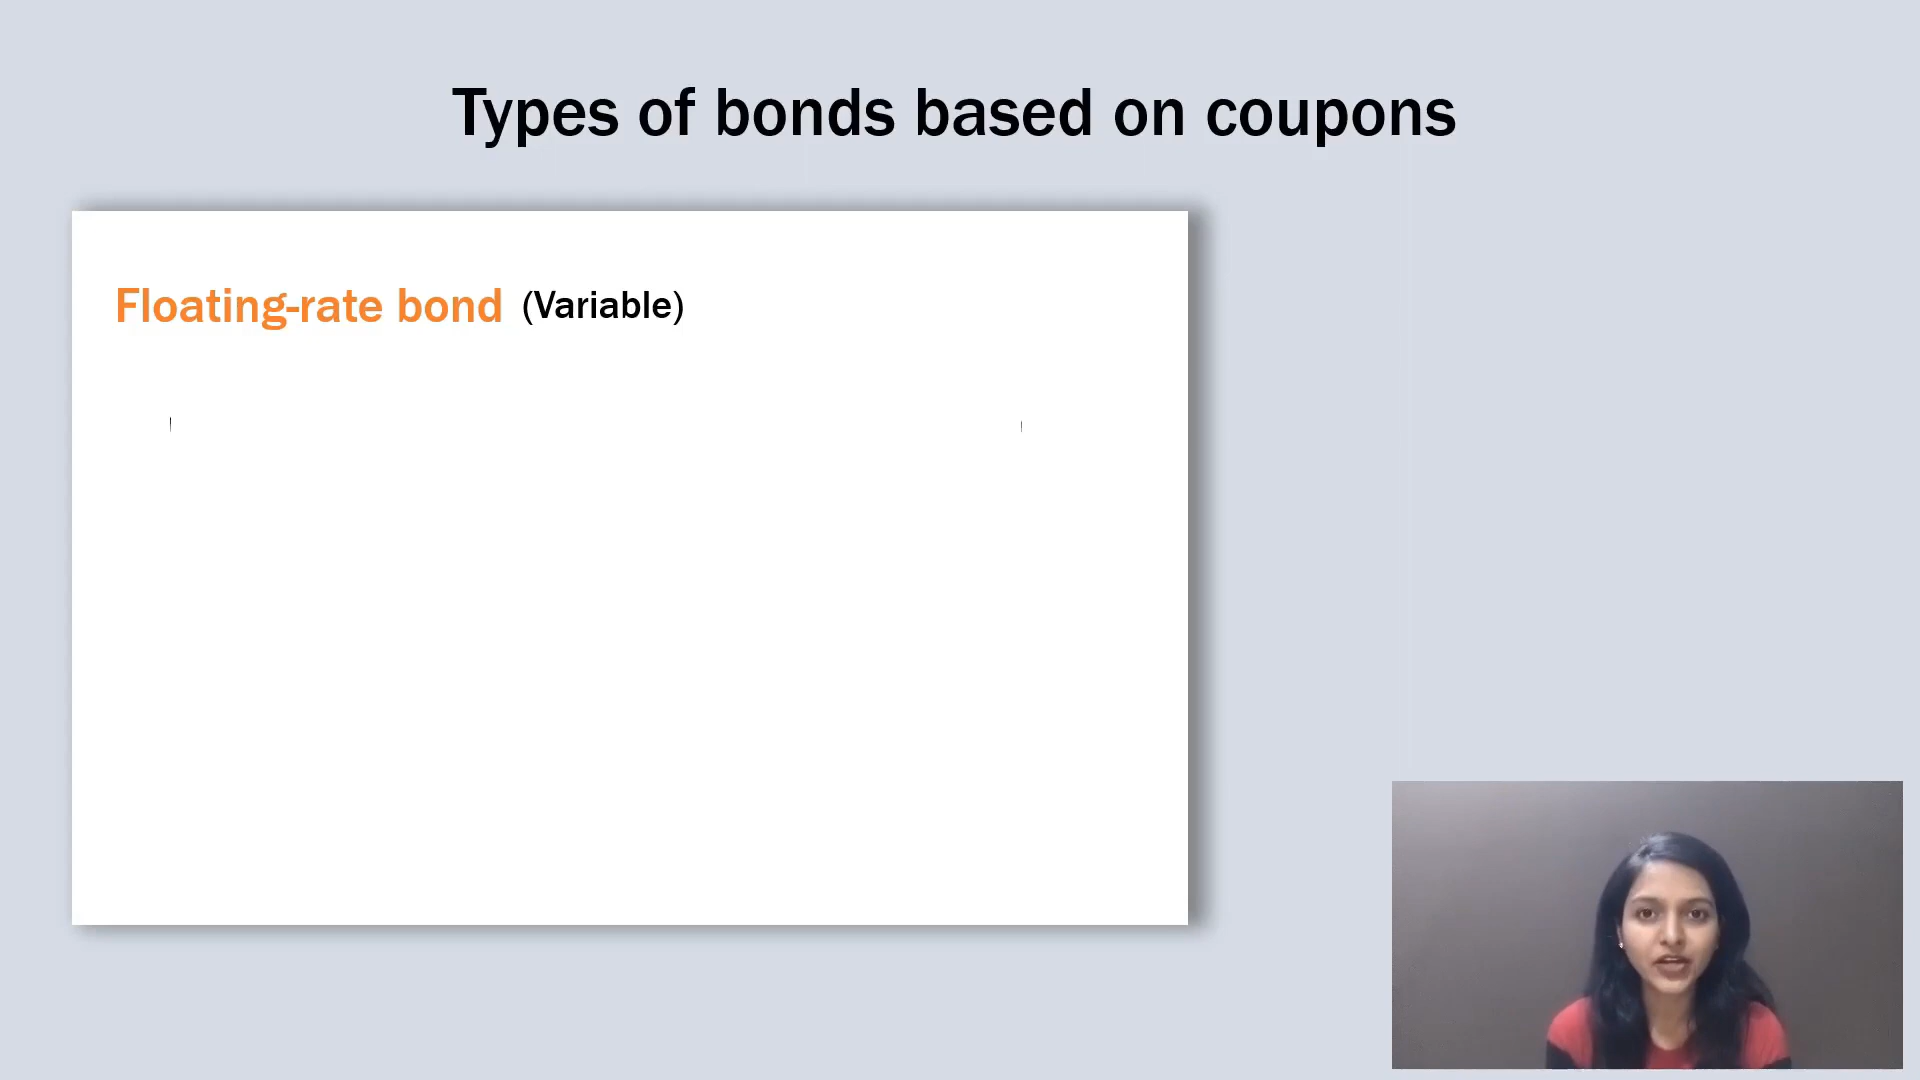 Types of bonds based on coupons
Floating-rate bond (Variable)